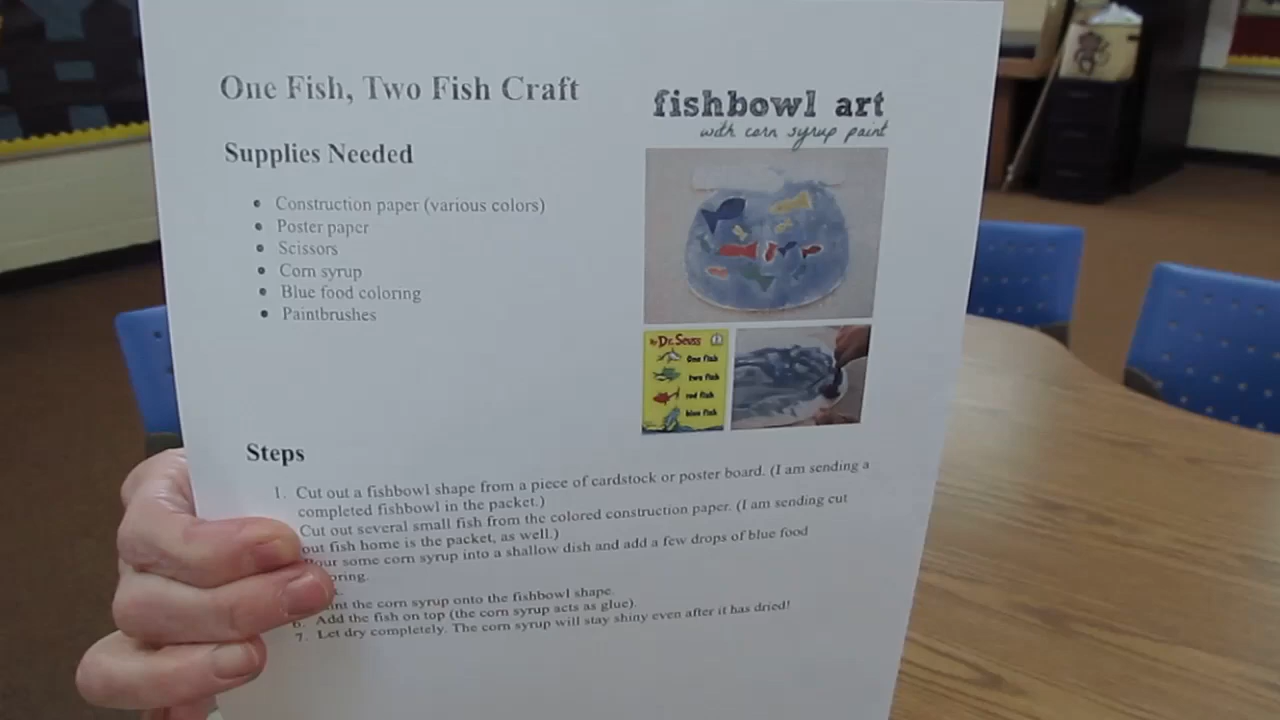 One Fish, Two Fish Craft
fishbowl art
with corn syrup paint
Supplies Needed
Construction paper (various colors)
Poster paper
Scissors
Corn syrup
Blue food coloring
Paintbrushes
By Dr. Seuss
One fish
two fish
red fish
blue fish
Steps
1. Cut out a fishbowl shape from a piece of cardstock or poster board. (I am sending a
completed fishbowl in the packet.)
Cut out several small fish from the colored construction paper. (I am sending cut
out fish home is the packet, as well.)
Pour some corn syrup into a shallow dish and add a few drops of blue food
oring.
the corn syrup onto the fishbowl shape.
6. Add the fish on top (the corn syrup acts as glue).
7. Let dry completely. The corn syrup will stay shiny even after it has dried!